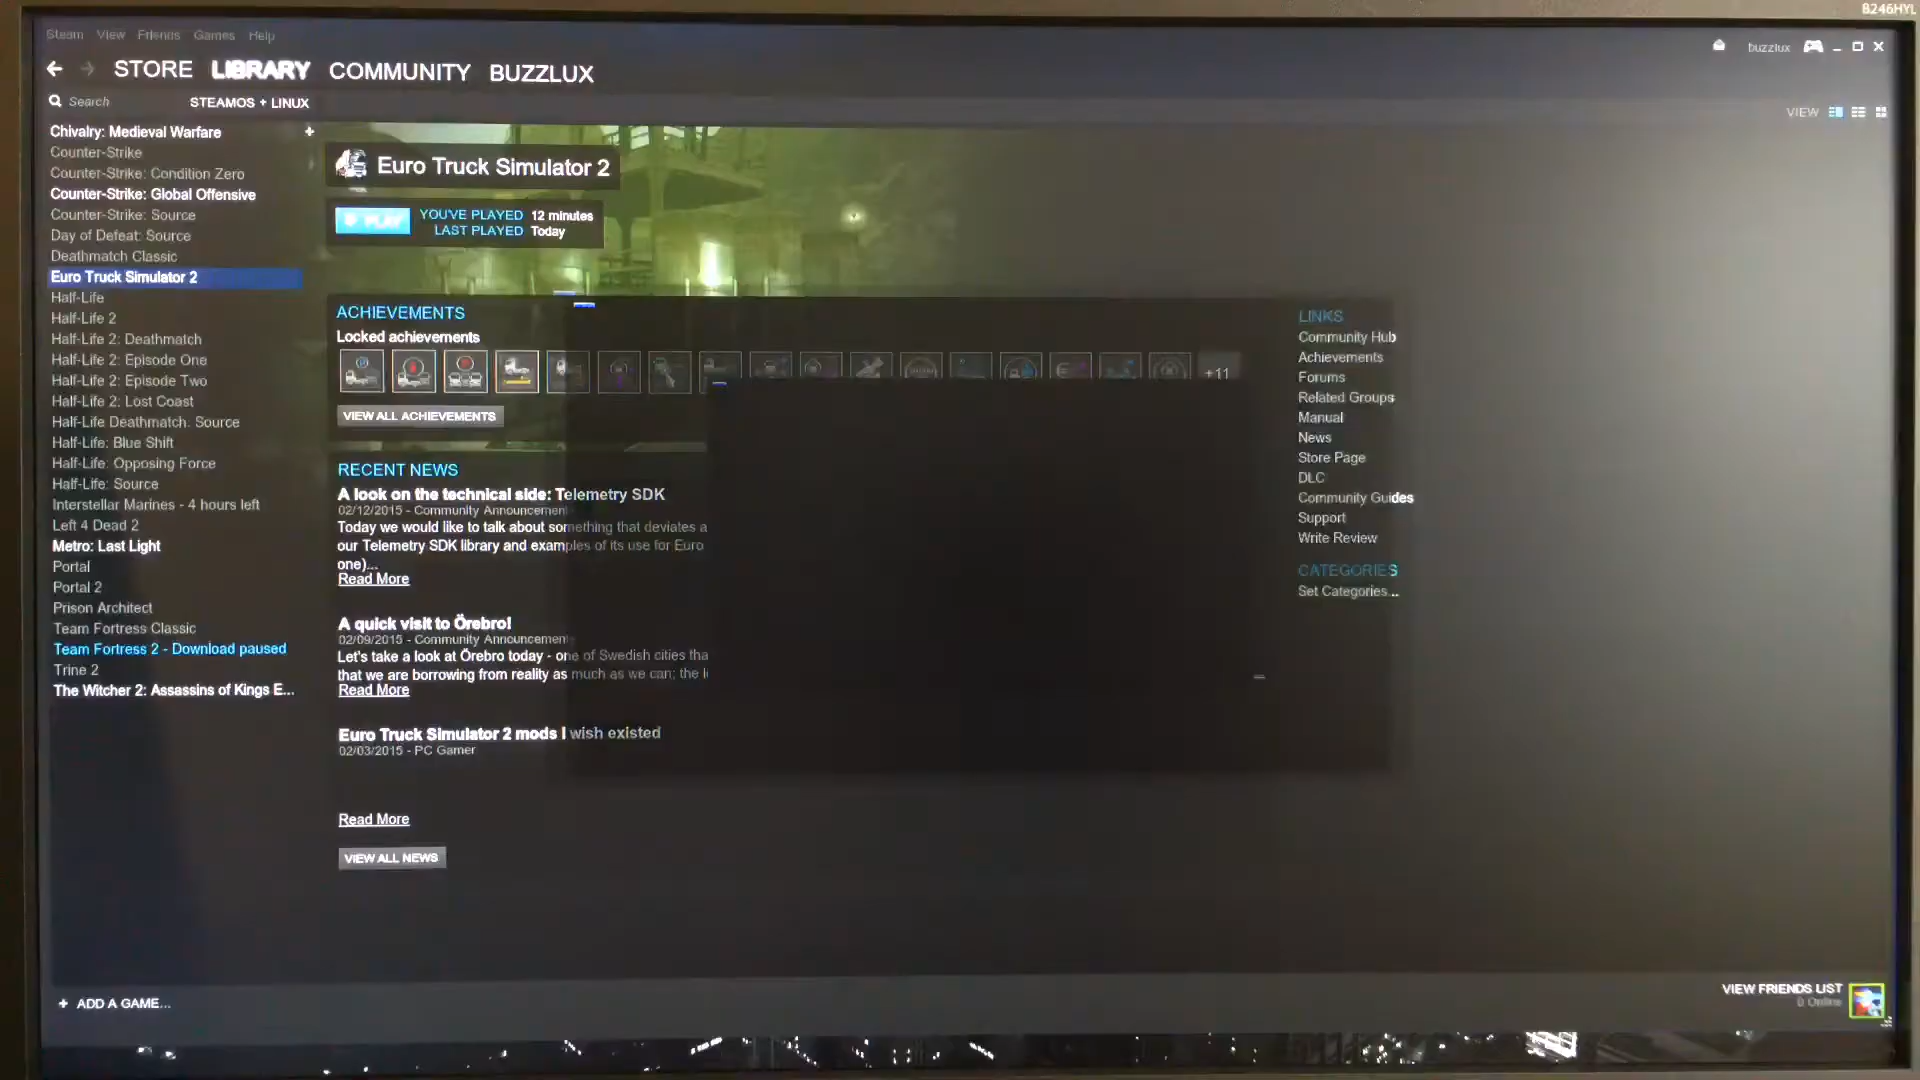 B246HYL
Steam View Friends Games Help
buzzlux
STORE LIBRARY COMMUNITY BUZZLUX
Search
STEAMOS + LINUX
VIEW
Chivalry: Medieval Warfare
Counter-Strike
Counter-Strike: Condition Zero
Counter-Strike: Global Offensive
Counter-Strike: Source
Day of Defeat: Source
Deathmatch Classic
Euro Truck Simulator 2
Half-Life
Half-Life 2
Half-Life 2: Deathmatch
Half-Life 2: Episode One
Half-Life 2: Episode Two
Half-Life 2: Lost Coast
Half-Life Deathmatch: Source
Half-Life: Blue Shift
Half-Life: Opposing Force
Half-Life: Source
Interstellar Marines - 4 hours left
Left 4 Dead 2
Metro: Last Light
Portal
Portal 2
Prison Architect
Team Fortress Classic
Team Fortress 2 - Download paused
Trine 2
The Witcher 2: Assassins of Kings E...
+ ADD A GAME...
Euro Truck Simulator 2
PLAY
YOU'VE PLAYED 12 minutes
LAST PLAYED Today
ACHIEVEMENTS
Locked achievements
+11
VIEW ALL ACHIEVEMENTS
RECENT NEWS
A look on the technical side: Telemetry SDK
02/12/2015 - Community Announcement
Today we would like to talk about something that deviates a
our Telemetry SDK library and examples of its use for Euro
one)...
Read More
A quick visit to Örebro!
02/09/2015 - Community Announcement
Let's take a look at Örebro today - one of Swedish cities tha
that we are borrowing from reality as much as we can; the l
Read More
Euro Truck Simulator 2 mods I wish existed
02/03/2015 - PC Gamer
Read More
VIEW ALL NEWS
LINKS
Community Hub
Achievements
Forums
Related Groups
Manual
News
Store Page
DLC
Community Guides
Support
Write Review
CATEGORIES
Set Categories...
VIEW FRIENDS LIST
0 Online